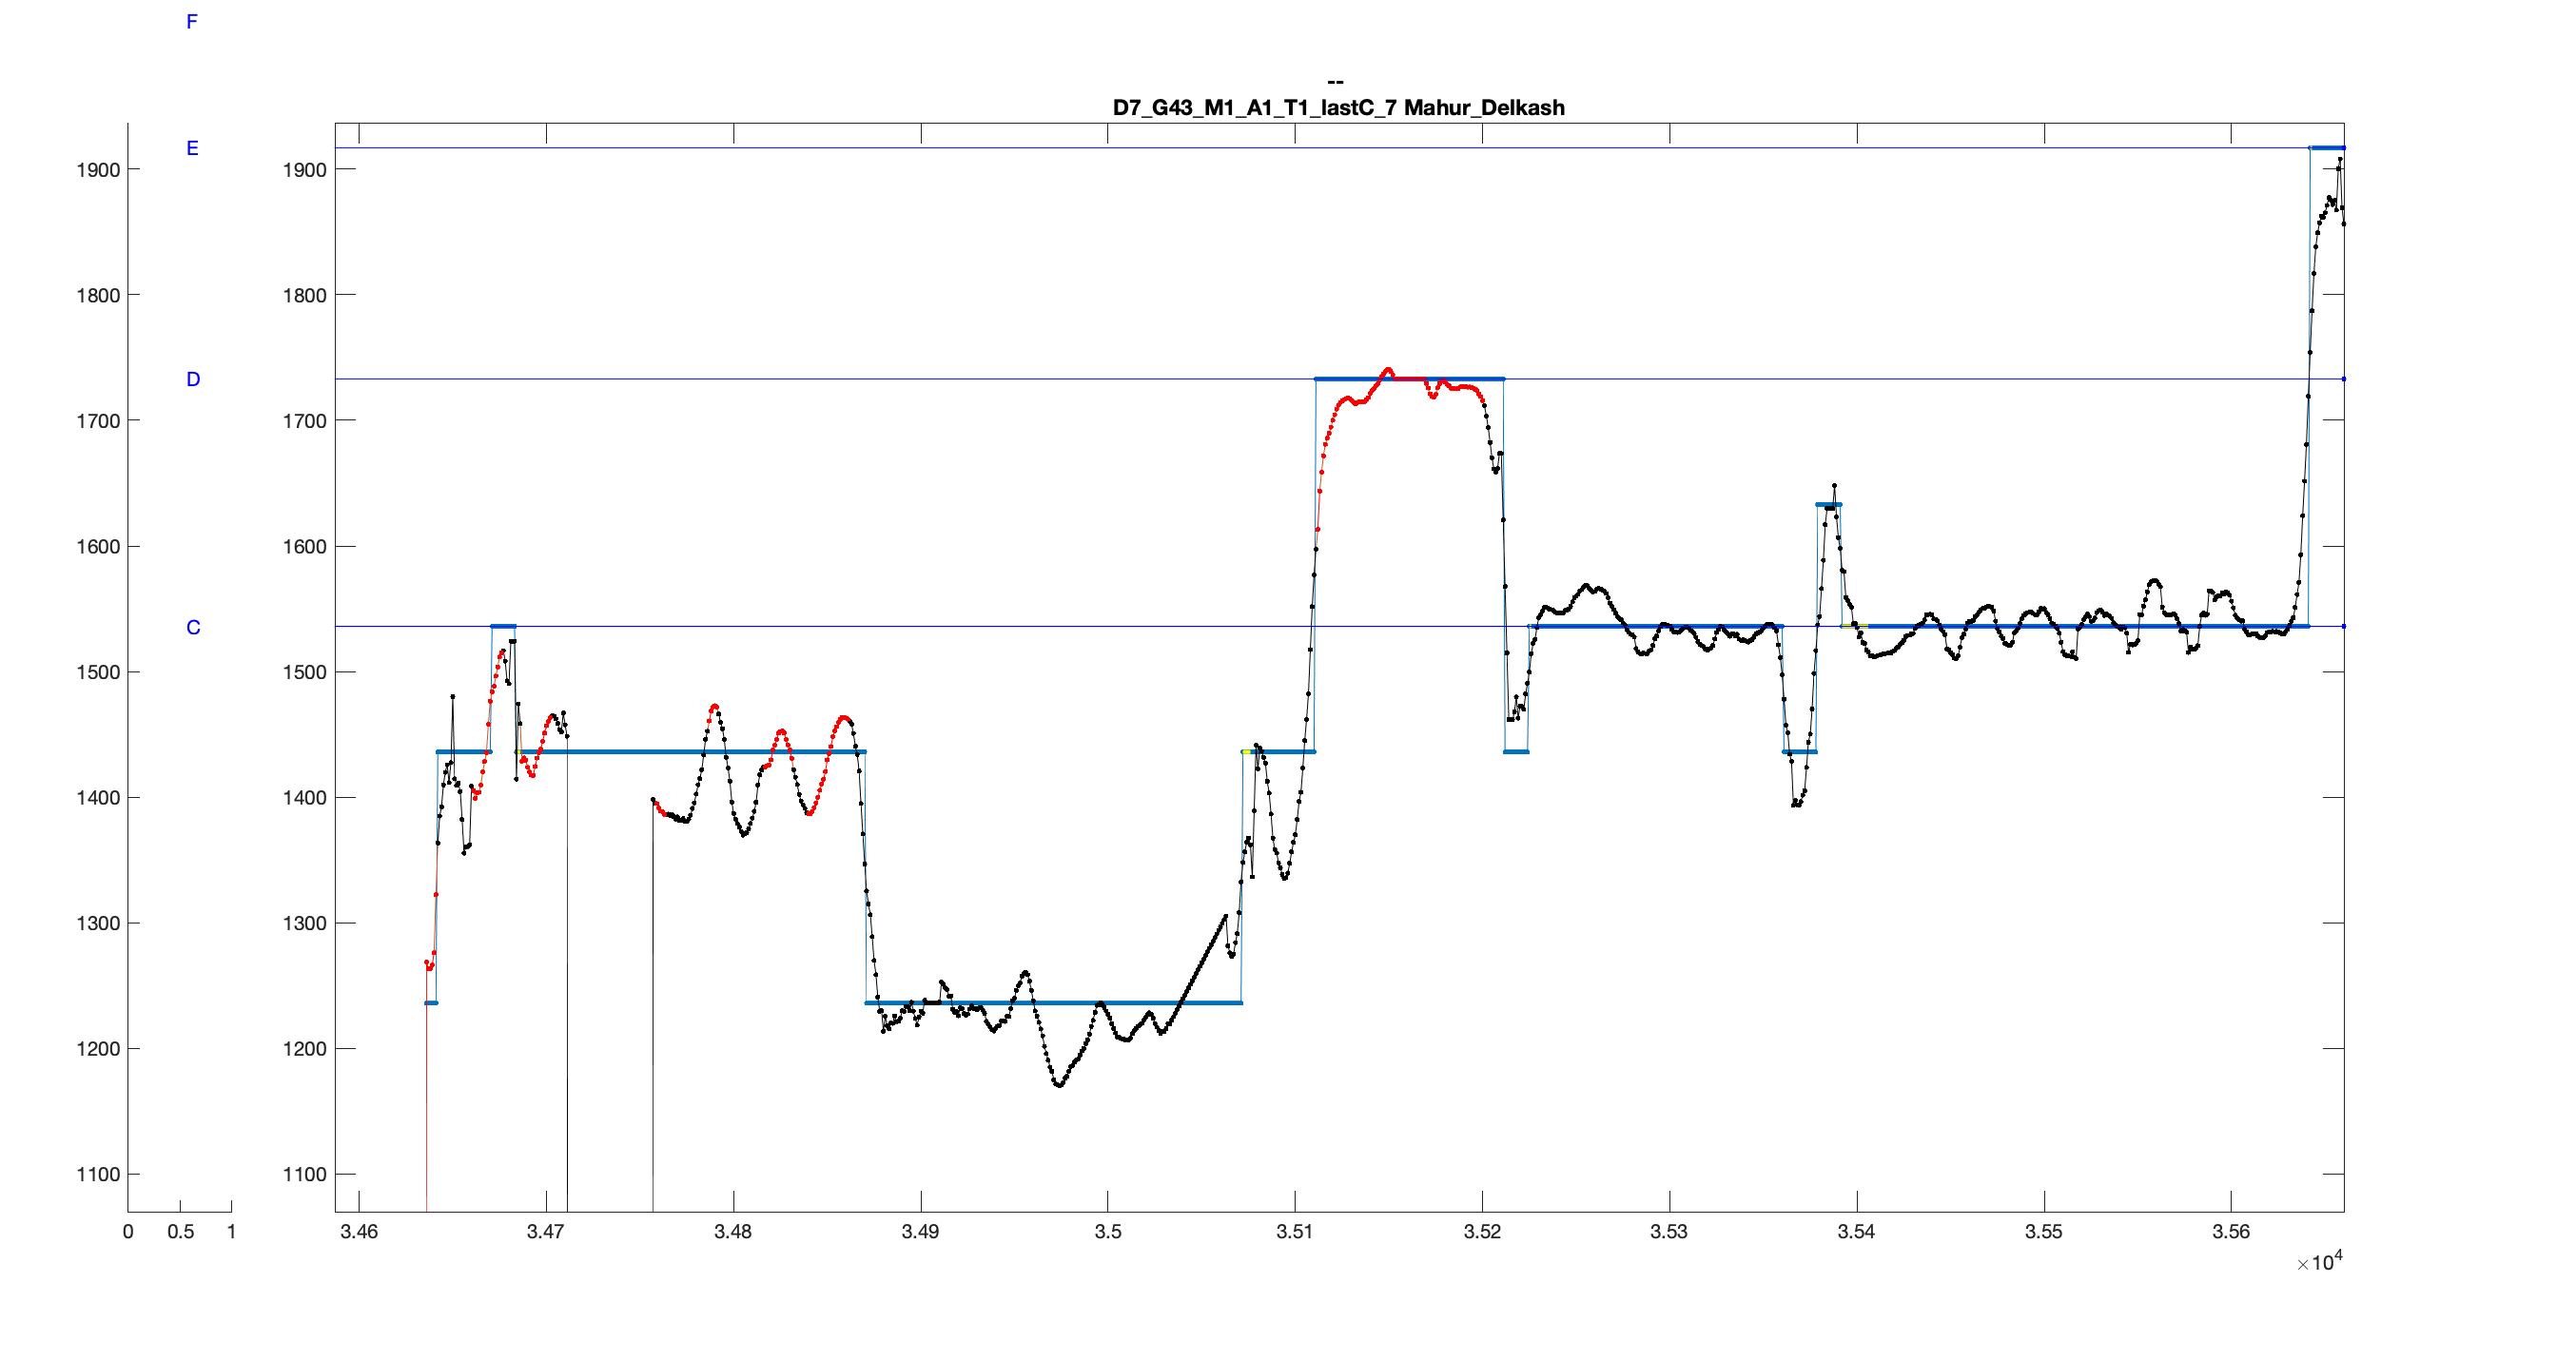 F
--
D7_G43_M1_A1_T1_lastC_7 Mahur_Delkash
E
1900 1900
1800 1800
D
1700 1700
C
1600 1600
1500 1500
1400 1400
1300 1300
1200 1200
1100 1100
0 0.5 1 3.46 3.47 3.48 3.49 3.5 3.51 3.52 3.53 3.54 3.55 3.56
×10⁴